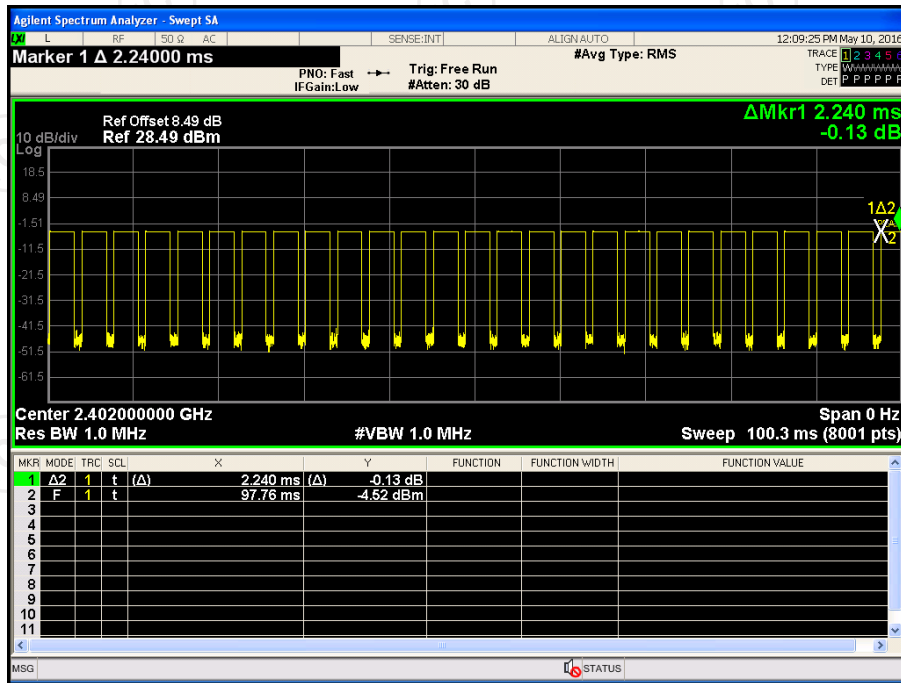 Agilent Spectrum Analyzer - Swept SA
LXI L RF 50 Ω AC SENSE:INT ALIGN AUTO 12:09:25 PM May 10, 2016
Marker 1 Δ 2.24000 ms #Avg Type: RMS TRACE 1 2 3 4 5 6
PNO: Fast Trig: Free Run TYPE
IFGain:Low #Atten: 30 dB DET P P P P P P
ΔMkr1 2.240 ms
Ref Offset 8.49 dB
10 dB/div Ref 28.49 dBm -0.13 dB
Log
18.5
8.49
1Δ2
-1.51
2
-11.5
-21.5
-31.5
-41.5
-51.5
-61.5
Center 2.402000000 GHz Span 0 Hz
Res BW 1.0 MHz #VBW 1.0 MHz Sweep 100.3 ms (8001 pts)
MKR MODE TRC SCL X Y FUNCTION FUNCTION WIDTH FUNCTION VALUE
1 Δ2 1 t (Δ) 2.240 ms (Δ) -0.13 dB
2 F 1 t 97.76 ms -4.52 dBm
3
4
5
6
7
8
9
10
11
MSG STATUS